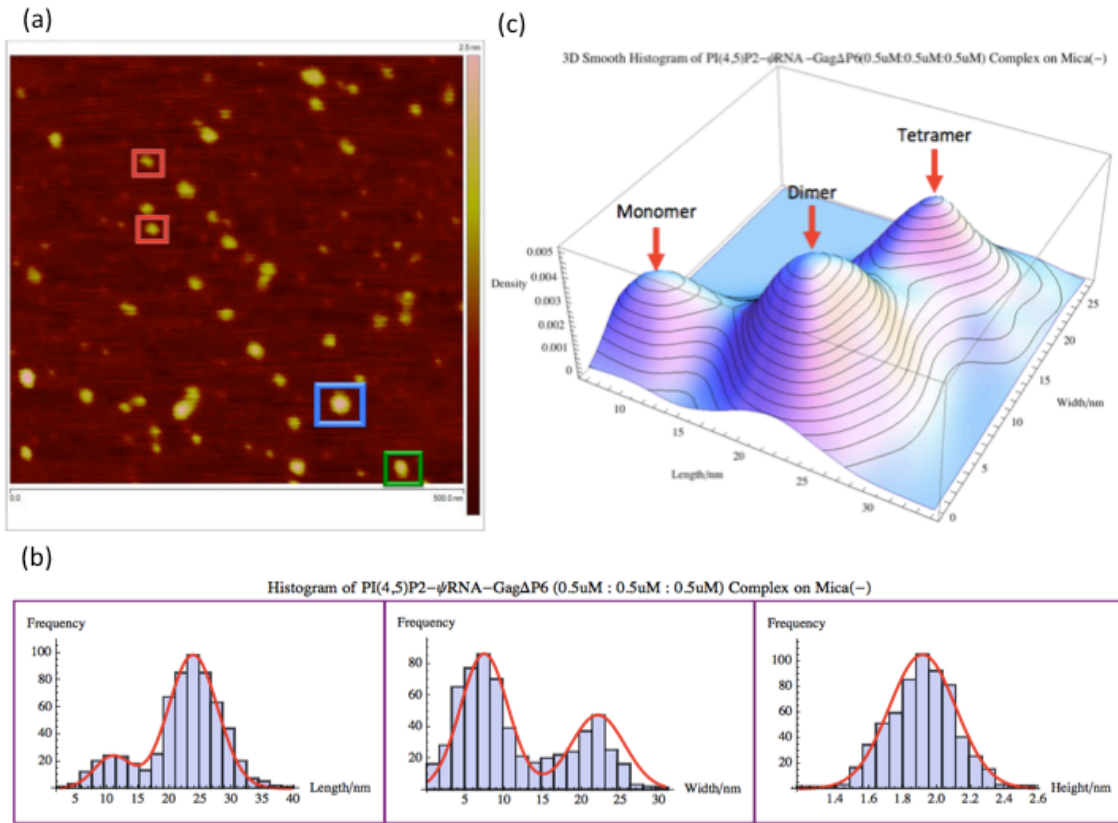 (a)
2.5 nm
0.0
500.0 nm
(c)
3D Smooth Histogram of PI(4,5)P2-ψRNA-GagΔP6(0.5uM:0.5uM:0.5uM) Complex on Mica(-)
Tetramer
Dimer
Monomer
0.005
0.004
Density
0.003
0.002
0.001
0
10
15
20
25
30
Length/nm
0
5
10
15
20
25
Width/nm
(b)
Histogram of PI(4,5)P2-ψRNA-GagΔP6 (0.5uM : 0.5uM : 0.5uM) Complex on Mica(-)
Frequency
100
80
60
40
20
5 10 15 20 25 30 35 40
Length/nm
Frequency
80
60
40
20
5 10 15 20 25 30
Width/nm
Frequency
100
80
60
40
20
1.4 1.6 1.8 2.0 2.2 2.4 2.6
Height/nm